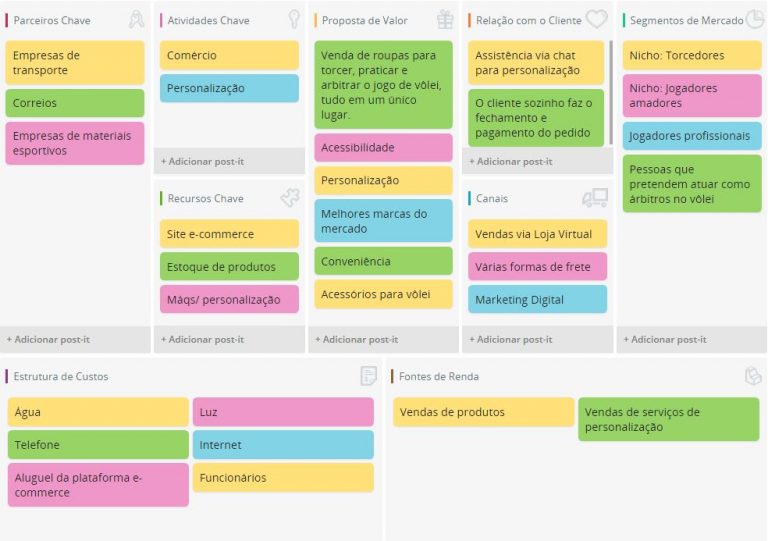 Parceiros Chave
Empresas de
transporte
Correios
Empresas de materiais
esportivos
+ Adicionar post-it
Atividades Chave
Comércio
Personalização
+ Adicionar post-it
Recursos Chave
Site e-commerce
Estoque de produtos
Máqs/ personalização
+ Adicionar post-it
Proposta de Valor
Venda de roupas para
torcer, praticar e
arbitrar o jogo de vôlei,
tudo em um único
lugar.
Acessibilidade
Personalização
Melhores marcas do
mercado
Conveniência
Acessórios para vôlei
+ Adicionar post-it
Relação com o Cliente
Assistência via chat
para personalização
O cliente sozinho faz o
fechamento e
pagamento do pedido
+ Adicionar post-it
Canais
Vendas via Loja Virtual
Várias formas de frete
Marketing Digital
+ Adicionar post-it
Segmentos de Mercado
Nicho: Torcedores
Nicho: Jogadores
amadores
Jogadores profissionais
Pessoas que
pretendem atuar como
árbitros no vôlei
+ Adicionar post-it
Estrutura de Custos
Água
Luz
Telefone
Internet
Aluguel da plataforma e-
commerce
Funcionários
Fontes de Renda
Vendas de produtos
Vendas de serviços de
personalização